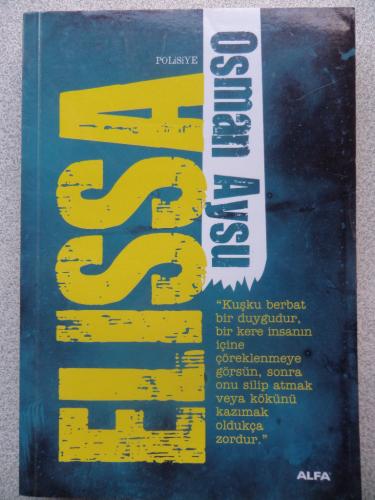 POLİSİYE
Osman Aysu
ELISSA
"Kuşku berbat
bir duygudur,
bir kere insanın
içine
çöreklenmeye
görsün, sonra
onu silip atmak
veya kökünü
kazımak
oldukça
zordur."
ALFA